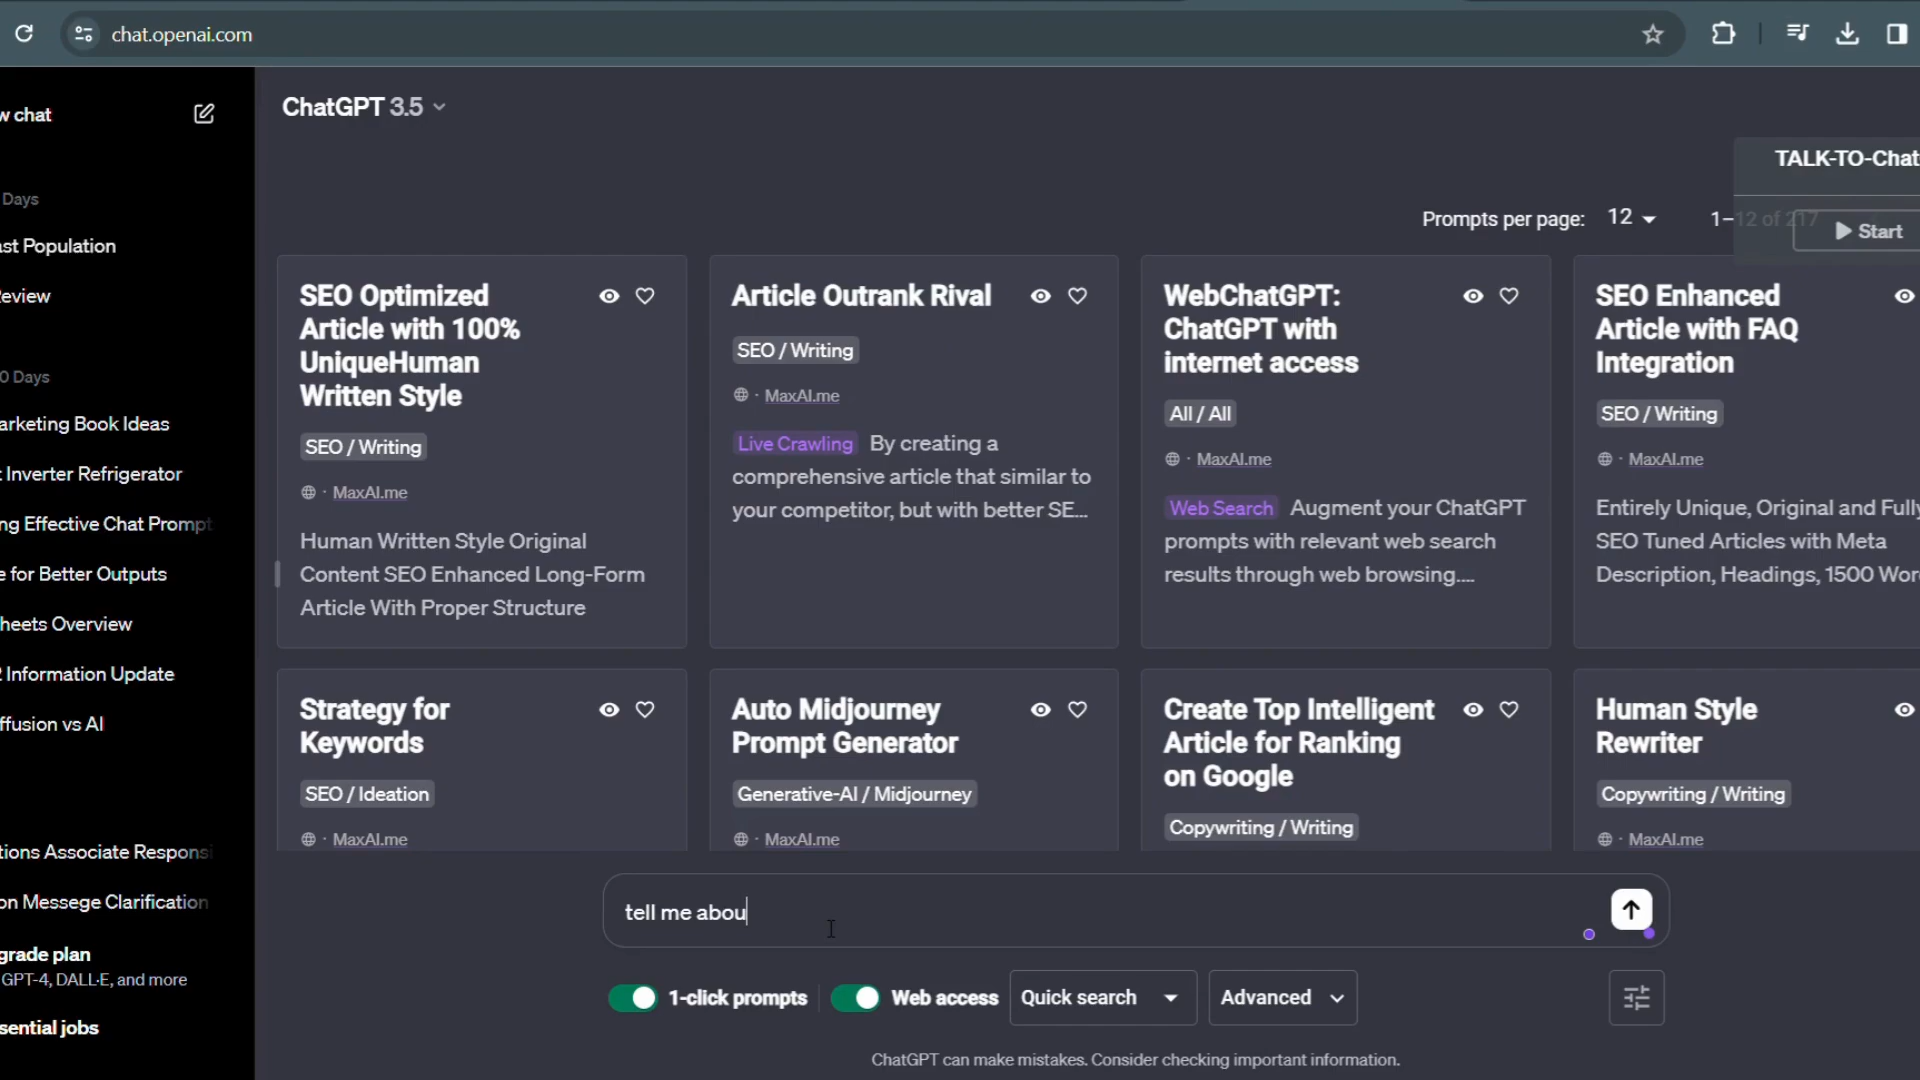 chat.openai.com
w chat
Days
ast Population
eview
0 Days
arketing Book Ideas
Inverter Refrigerator
ng Effective Chat Prompt
e for Better Outputs
heets Overview
2 Information Update
ffusion vs AI
tions Associate Responsi
on Messege Clarification
grade plan
GPT-4, DALL·E, and more
sential jobs
ChatGPT 3.5
TALK-TO-Chat
Start
Prompts per page: 12 1–12 of 217
SEO Optimized
Article with 100%
UniqueHuman
Written Style
SEO / Writing
· MaxAI.me
Human Written Style Original
Content SEO Enhanced Long-Form
Article With Proper Structure
Article Outrank Rival
SEO / Writing
· MaxAI.me
Live Crawling By creating a
comprehensive article that similar to
your competitor, but with better SE...
WebChatGPT:
ChatGPT with
internet access
All / All
· MaxAI.me
Web Search Augment your ChatGPT
prompts with relevant web search
results through web browsing....
SEO Enhanced
Article with FAQ
Integration
SEO / Writing
· MaxAI.me
Entirely Unique, Original and Fully
SEO Tuned Articles with Meta
Description, Headings, 1500 Wor
Strategy for
Keywords
SEO / Ideation
· MaxAI.me
Auto Midjourney
Prompt Generator
Generative-AI / Midjourney
· MaxAI.me
Create Top Intelligent
Article for Ranking
on Google
Copywriting / Writing
Human Style
Rewriter
Copywriting / Writing
· MaxAI.me
tell me abou
1-click prompts Web access Quick search Advanced
ChatGPT can make mistakes. Consider checking important information.